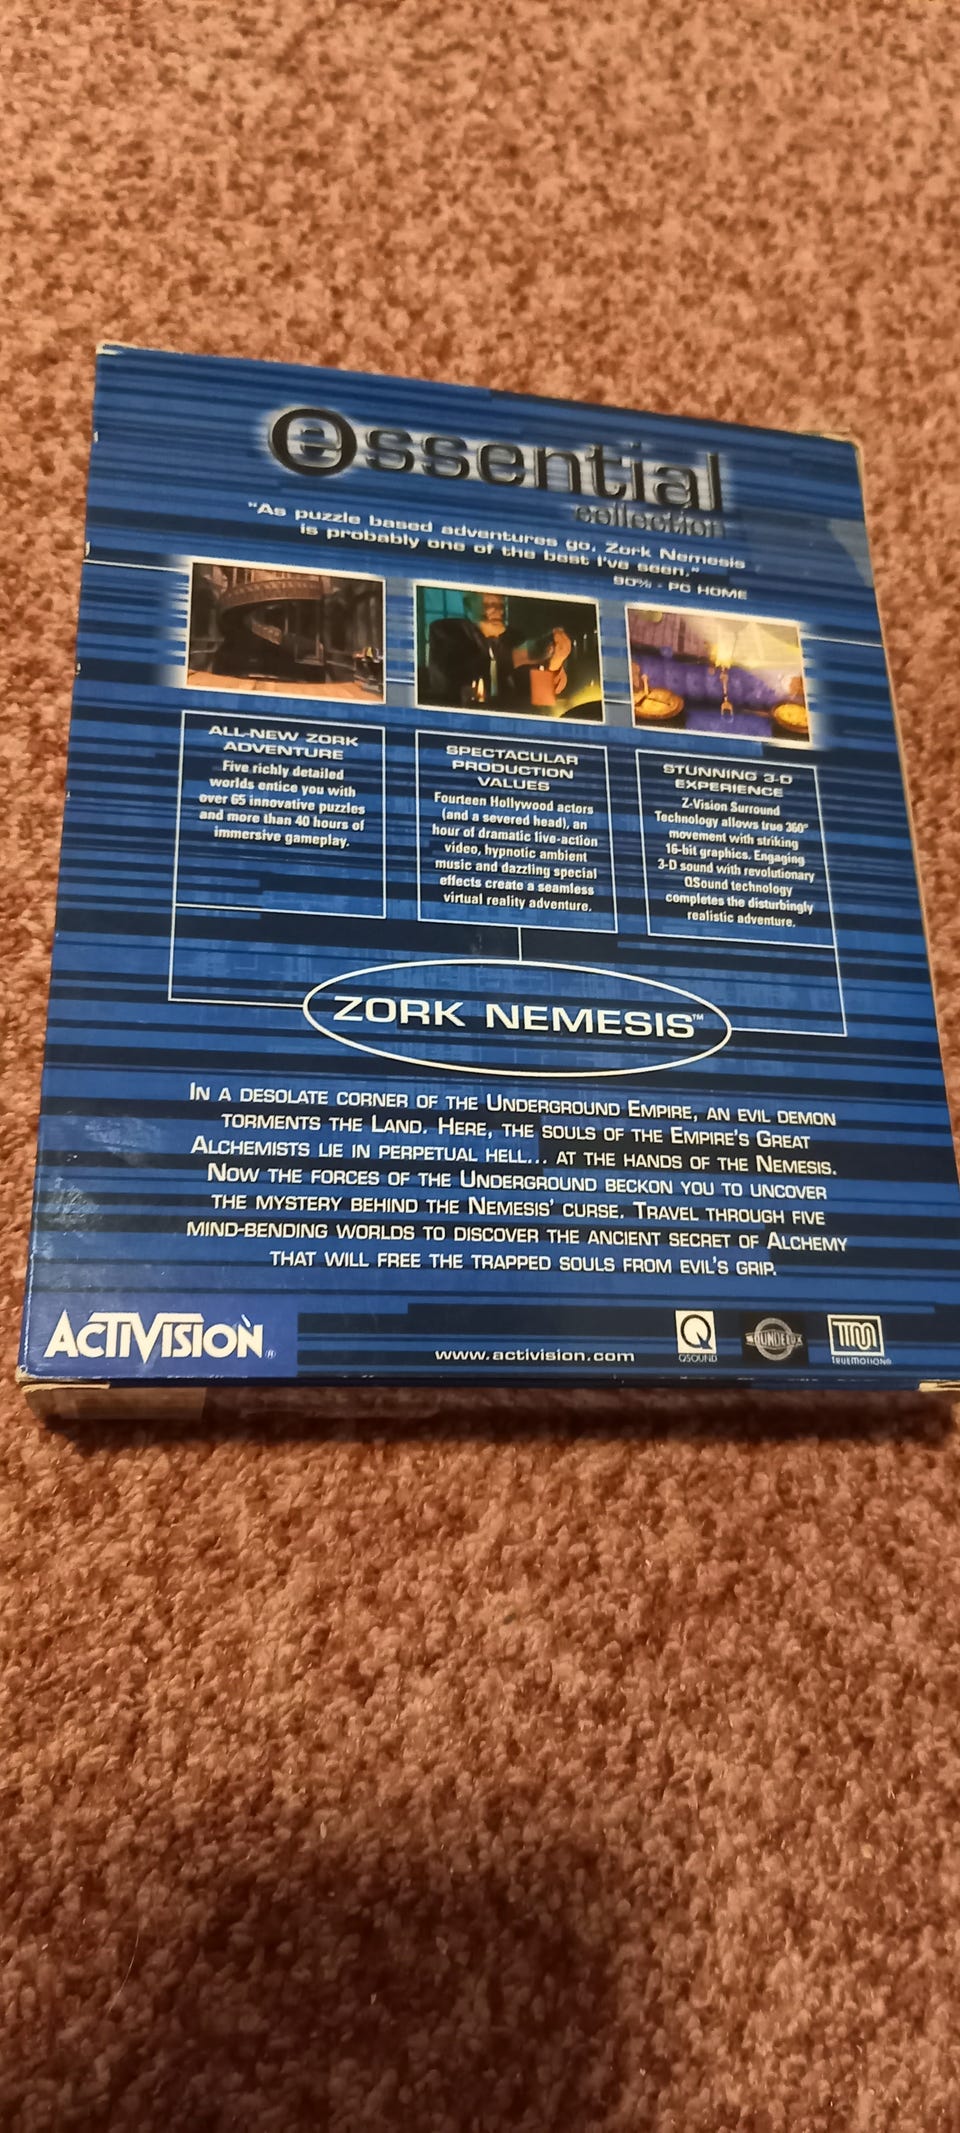 essential
collection
"As puzzle based adventures go, Zork Nemesis
is probably one of the best I've seen."
90% - PC HOME
ALL-NEW ZORK
ADVENTURE
Five richly detailed
worlds entice you with
over 65 innovative puzzles
and more than 40 hours of
immersive gameplay.
SPECTACULAR
PRODUCTION
VALUES
Fourteen Hollywood actors
(and a severed head), an
hour of dramatic live-action
video, hypnotic ambient
music and dazzling special
effects create a seamless
virtual reality adventure.
STUNNING 3-D
EXPERIENCE
Z-Vision Surround
Technology allows true 360°
movement with striking
16-bit graphics. Engaging
3-D sound with revolutionary
QSound technology
completes the disturbingly
realistic adventure.
ZORK NEMESIS™
IN A DESOLATE CORNER OF THE UNDERGROUND EMPIRE, AN EVIL DEMON
TORMENTS THE LAND. HERE, THE SOULS OF THE EMPIRE'S GREAT
ALCHEMISTS LIE IN PERPETUAL HELL... AT THE HANDS OF THE NEMESIS.
NOW THE FORCES OF THE UNDERGROUND BECKON YOU TO UNCOVER
THE MYSTERY BEHIND THE NEMESIS' CURSE. TRAVEL THROUGH FIVE
MIND-BENDING WORLDS TO DISCOVER THE ANCIENT SECRET OF ALCHEMY
THAT WILL FREE THE TRAPPED SOULS FROM EVIL'S GRIP.
ACTIVISION®
www.activision.com
Q
QSOUND
SOUNDELUX
TM
TRUEMOTION®